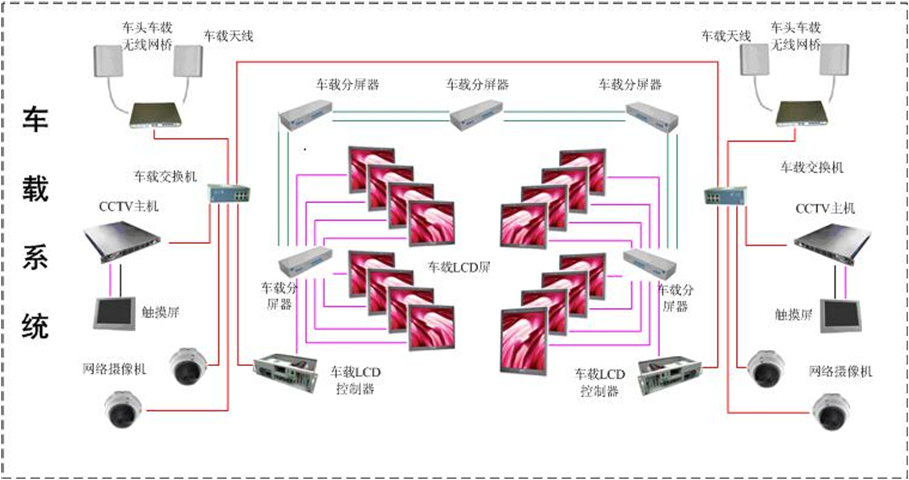 车载系统
车头车载
无线网桥
车载天线
车载交换机
CCTV主机
触摸屏
网络摄像机
车载分屏器
车载分屏器
车载分屏器
车载LCD屏
车载分
屏器
车载分
屏器
车载LCD
控制器
车载LCD
控制器
车载天线
车头车载
无线网桥
车载交换机
CCTV主机
触摸屏
网络摄像机